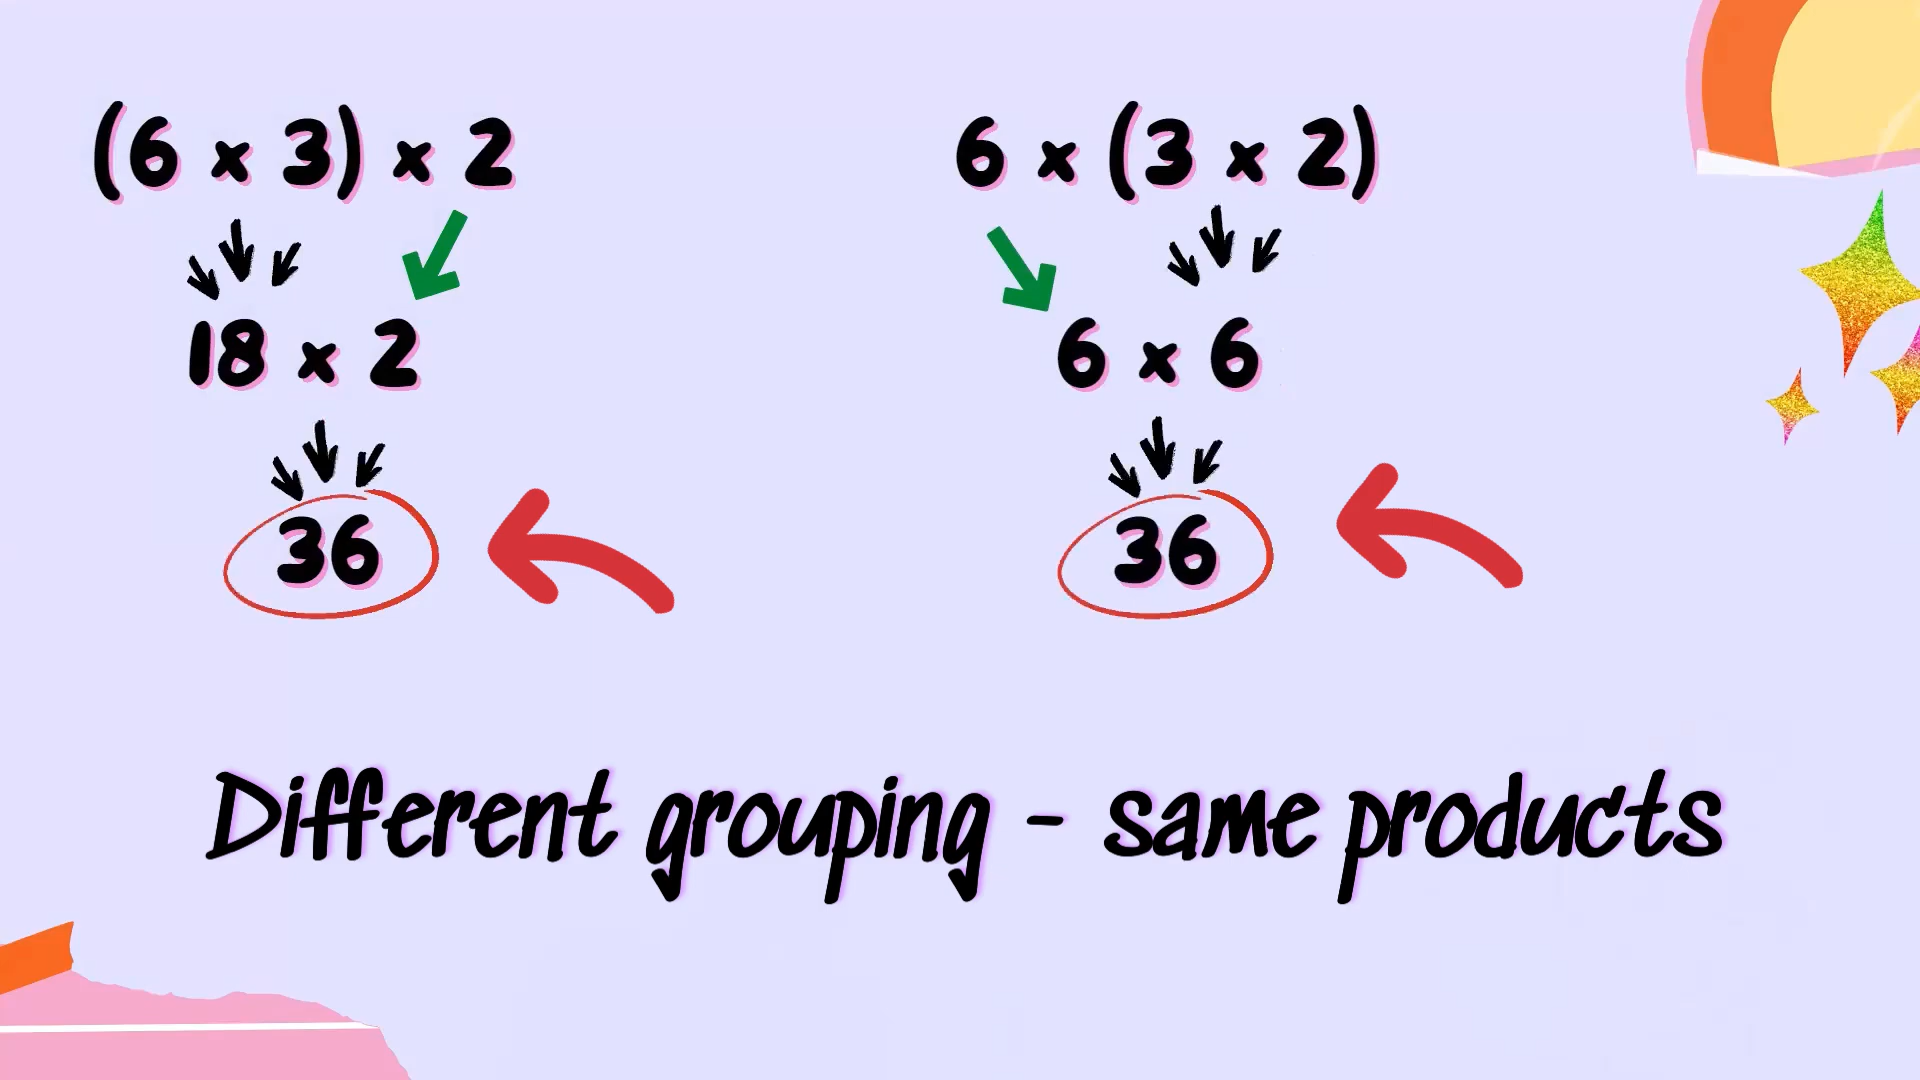 (6 x 3) x 2
18 x 2
36
6 x (3 x 2)
6 x 6
36
Different grouping - same products